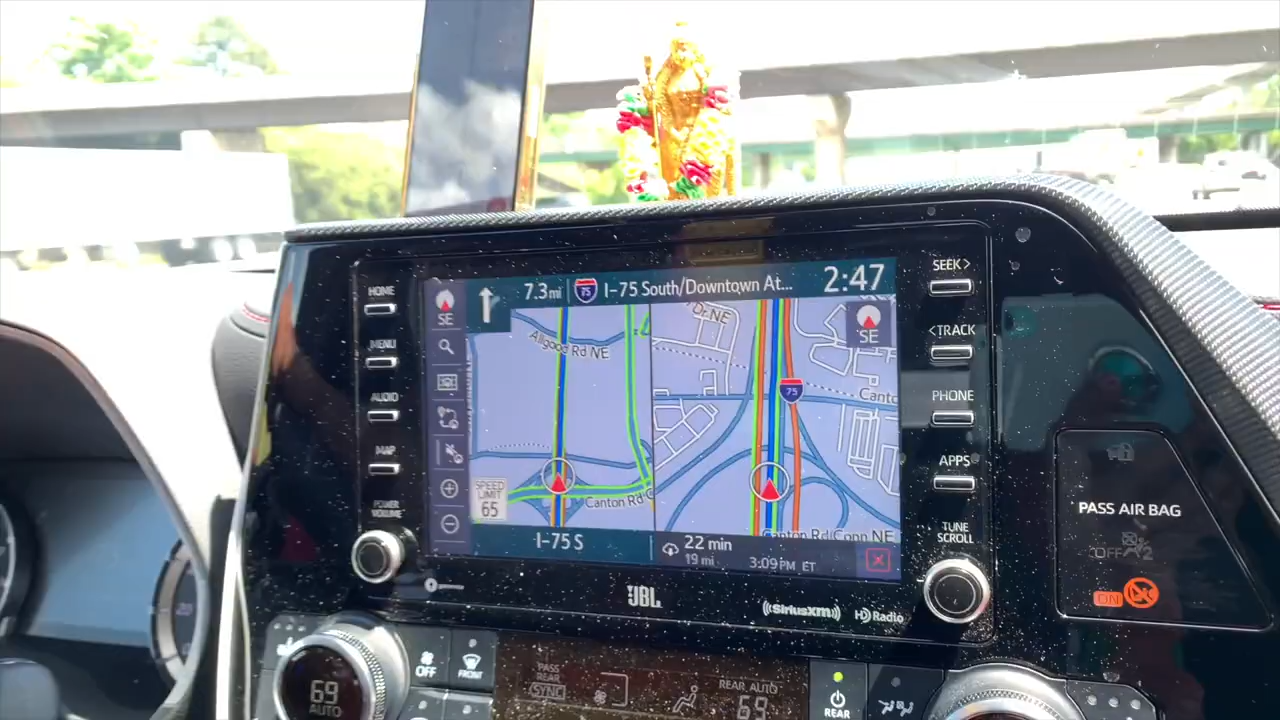 HOME
MENU
AUDIO
MAP
POWER
VOLUME
SE
7.3mi
75
I-75 South/Downtown At...
2:47
SE
Dr.NE
Allgood Rd NE
75
Canto
SPEED
LIMIT
65
Canton Rd C
Canton Rd Conn NE
I-75 S
22 min
19 mi
3:09PM ET
SEEK>
<TRACK
PHONE
APPS
TUNE
SCROLL
JBL
((SiriusXM))
HD Radio
PASS AIR BAG
OFF
2
ON
69
AUTO
OFF
FRONT
PASS
REAR
SYNC
REAR AUTO
69
REAR